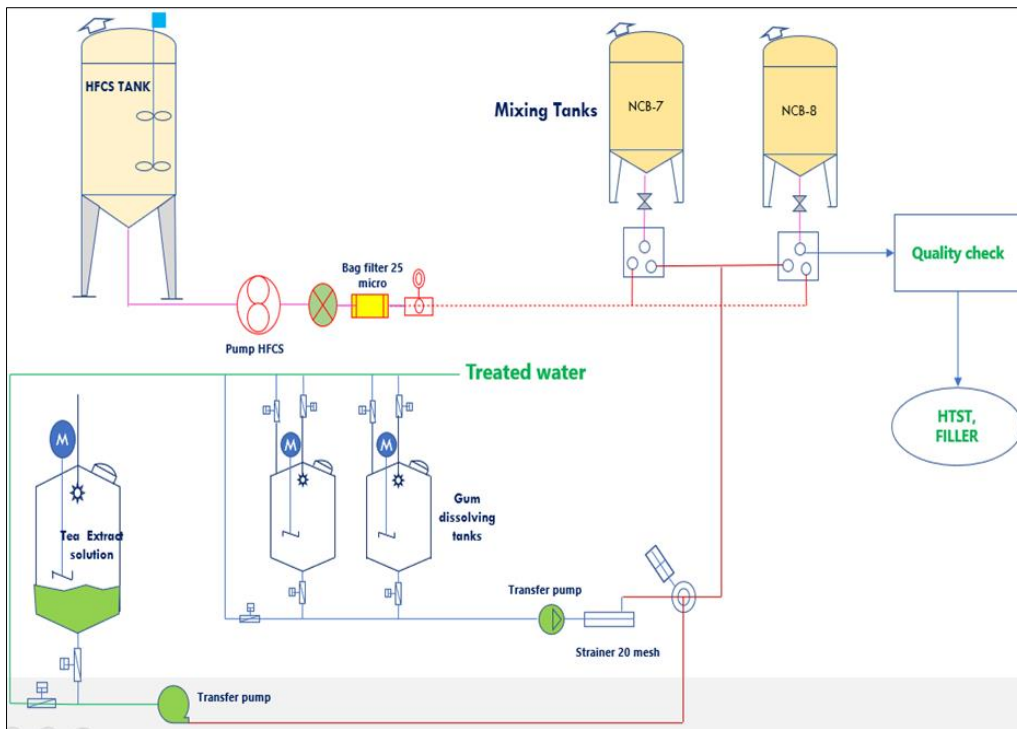 HFCS TANK
Mixing Tanks
NCB-7
NCB-8
Bag filter 25
micro
Pump HFCS
Quality check
Treated water
HTST,
FILLER
M
M
M
Tea Extract
solution
Gum
dissolving
tanks
Transfer pump
Strainer 20 mesh
Transfer pump